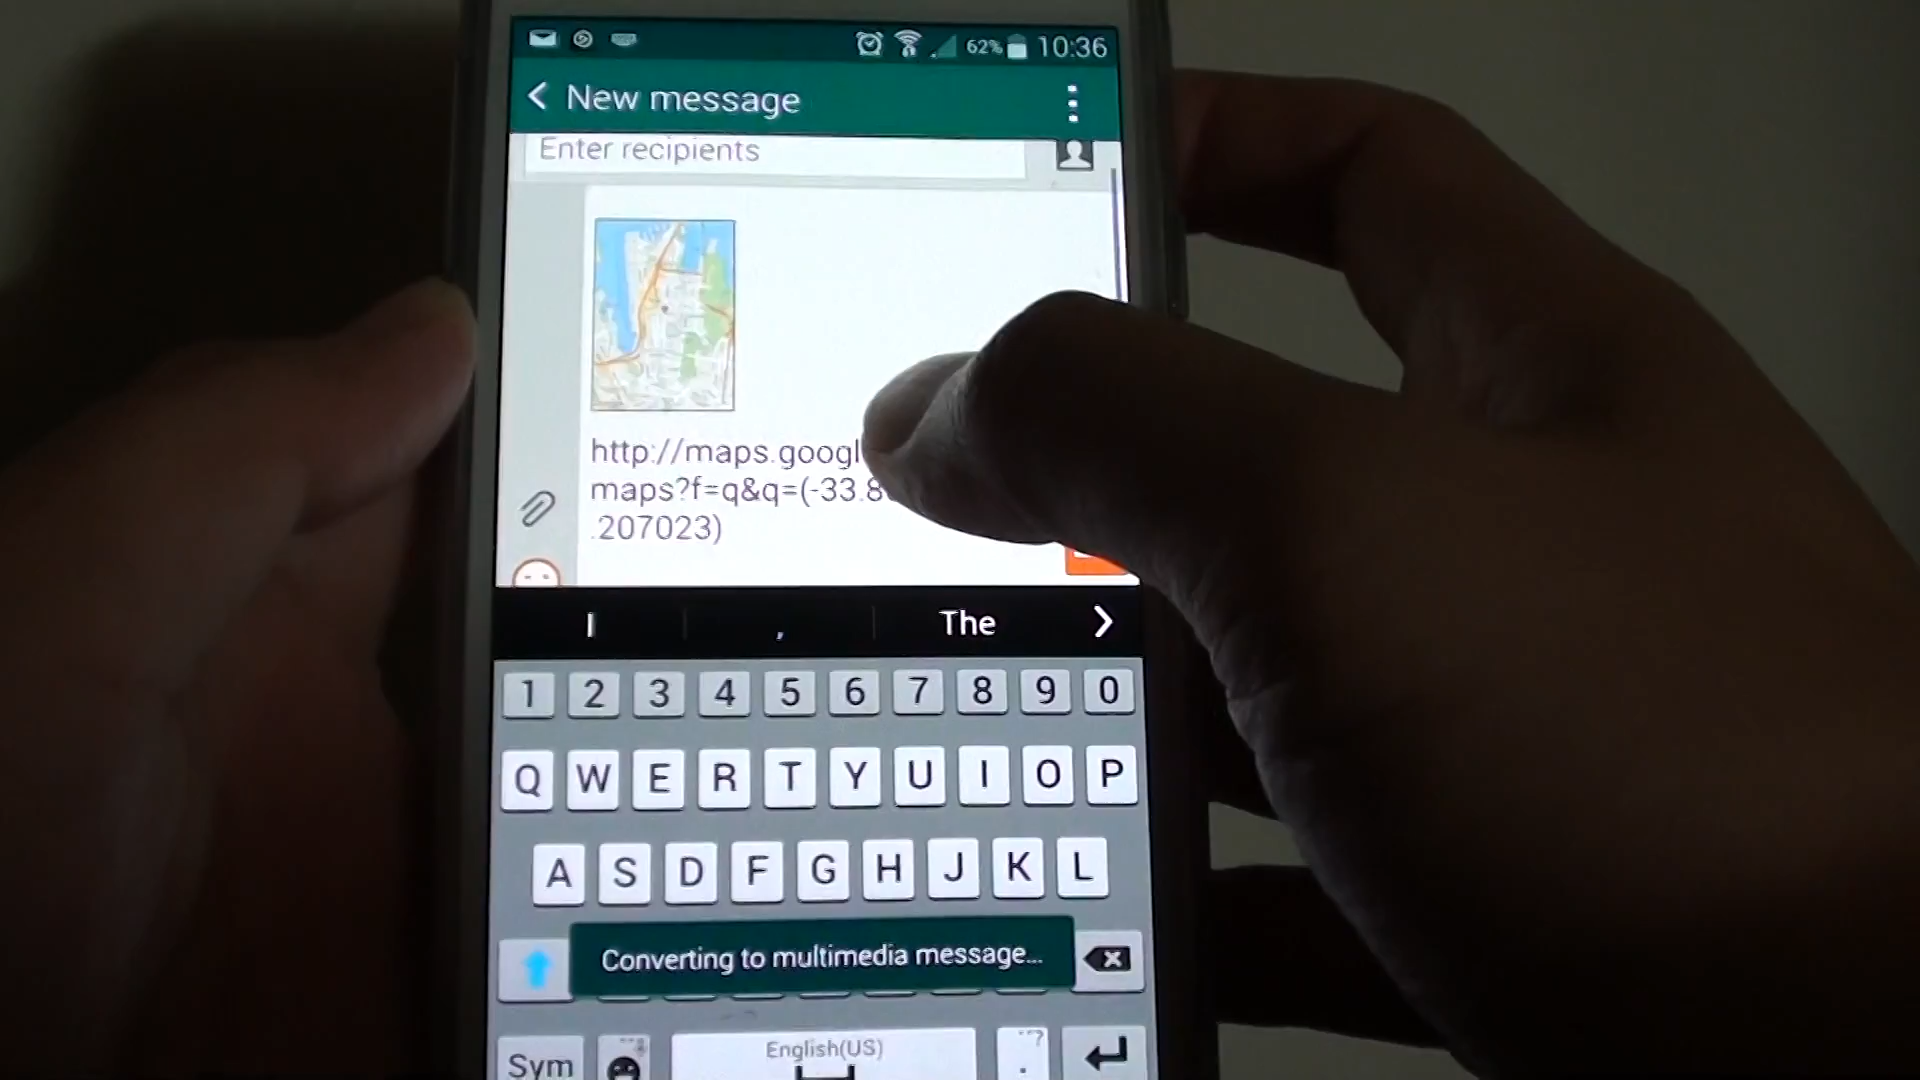 62% 10:36
New message
Enter recipients
http://maps.googl
maps?f=q&q=(-33.8
.207023)
I , The
1 2 3 4 5 6 7 8 9 0
Q W E R T Y U I O P
A S D F G H J K L
Converting to multimedia message...
Sym English(US) . ?